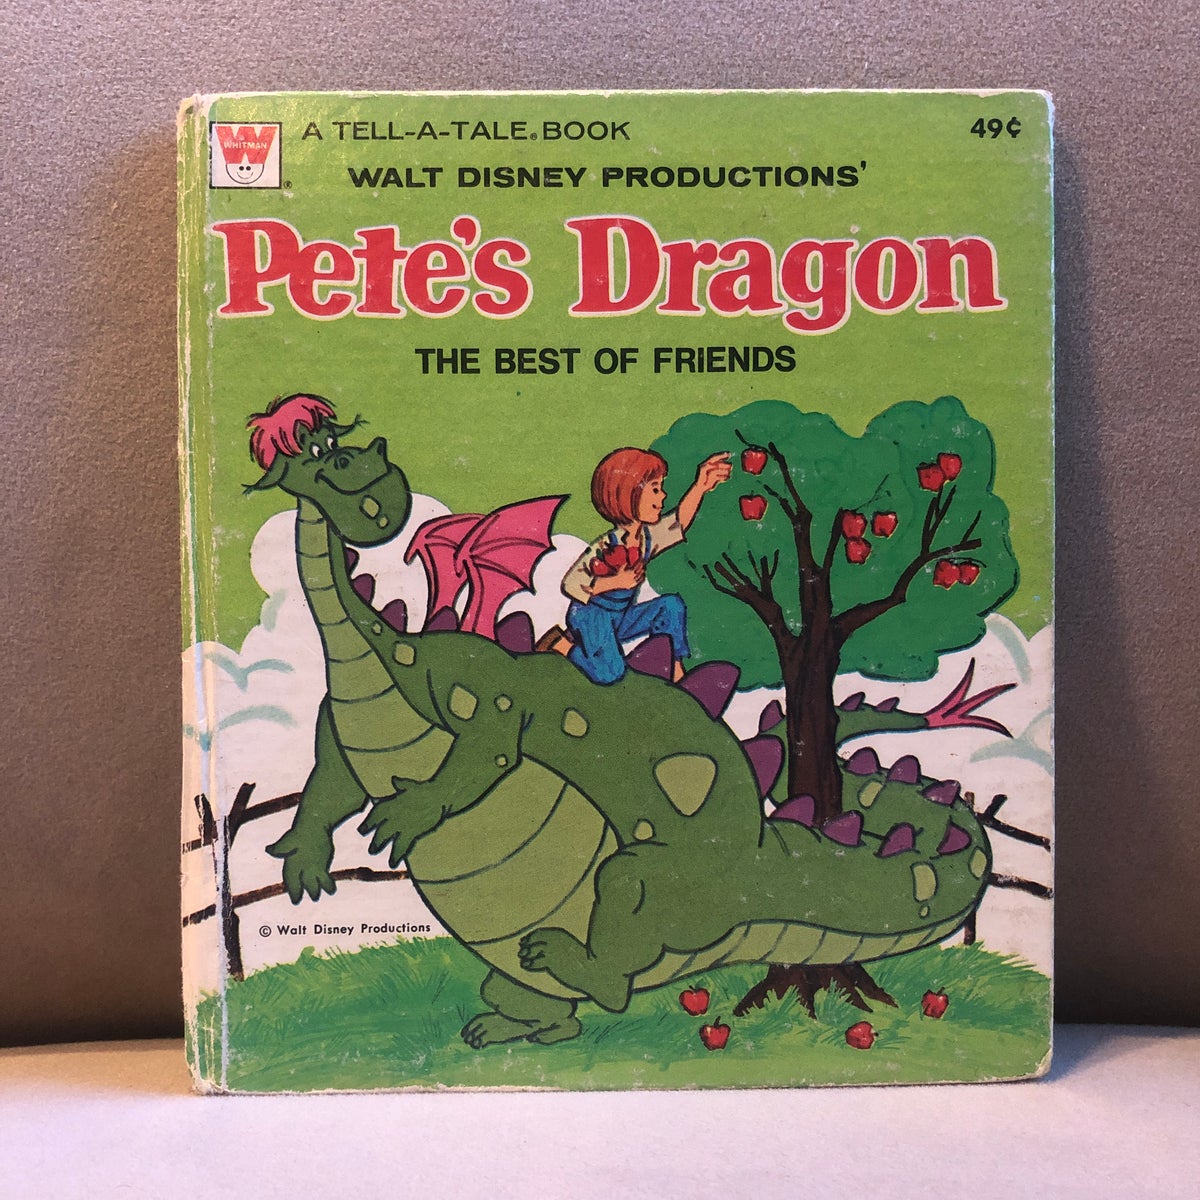 WHITMAN
®
A TELL-A-TALE® BOOK
49¢
WALT DISNEY PRODUCTIONS'
Pete's Dragon
THE BEST OF FRIENDS
© Walt Disney Productions